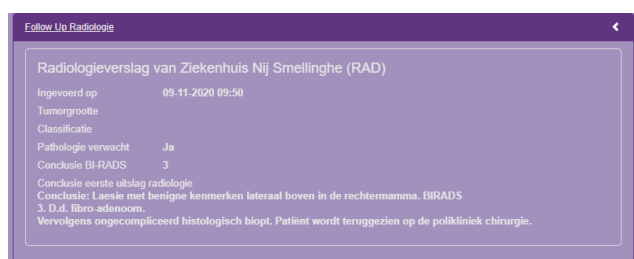 Follow Up Radiologie
Radiologieverslag van Ziekenhuis Nij Smellinghe (RAD)
Ingevoerd op 09-11-2020 09:50
Tumorgrootte
Classificatie
Pathologie verwacht Ja
Conclusie BI-RADS 3
Conclusie eerste uitslag radiologie
Conclusie: Laesie met benigne kenmerken lateraal boven in de rechtermamma. BIRADS
3. D.d. fibro-adenoom.
Vervolgens ongecompliceerd histologisch biopt. Patiënt wordt teruggezien op de polikliniek chirurgie.